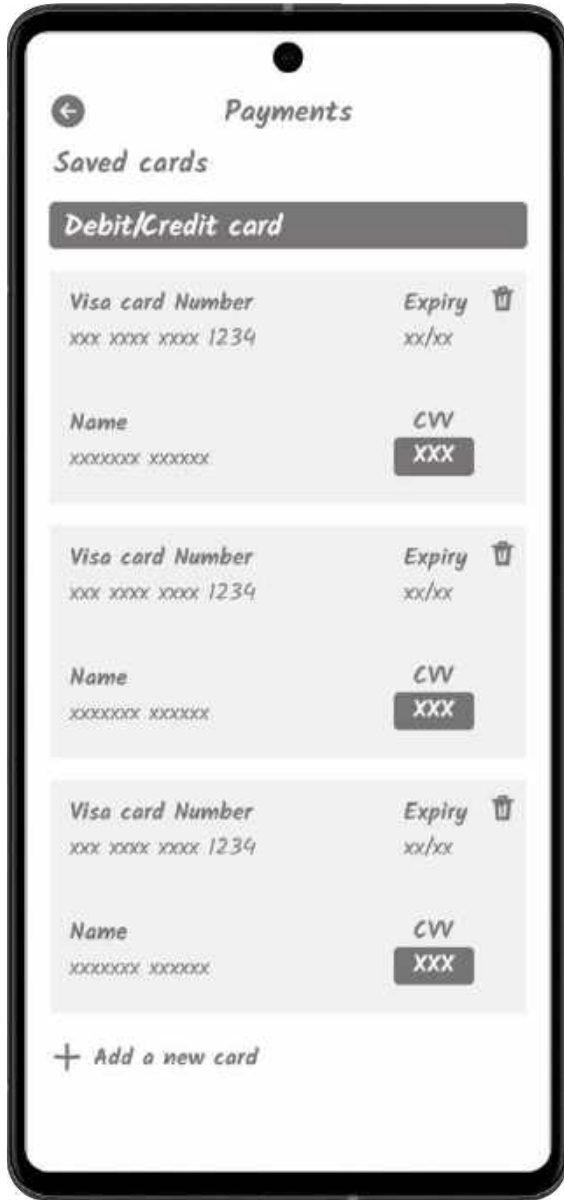 Payments
Saved cards
Debit/Credit card
Visa card Number Expiry
xxx xxxx xxxx 1234 xx/xx
Name CVV
xxxxxxx xxxxxx XXX
Visa card Number Expiry
xxx xxxx xxxx 1234 xx/xx
Name CVV
xxxxxxx xxxxxx XXX
Visa card Number Expiry
xxx xxxx xxxx 1234 xx/xx
Name CVV
xxxxxxx xxxxxx XXX
Add a new card